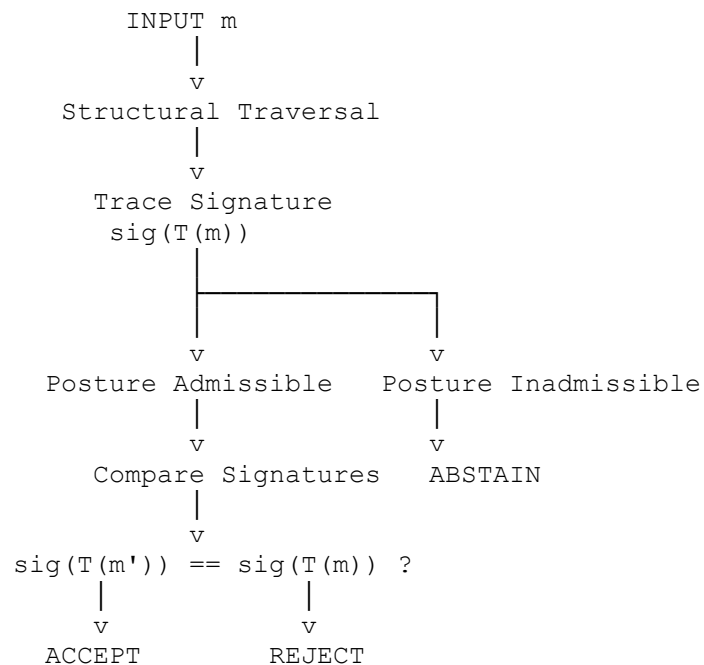 INPUT m
v
Structural Traversal
v
Trace Signature
sig(T(m))
v v
Posture Admissible Posture Inadmissible
v v
Compare Signatures ABSTAIN
v
sig(T(m')) == sig(T(m)) ?
v v
ACCEPT REJECT